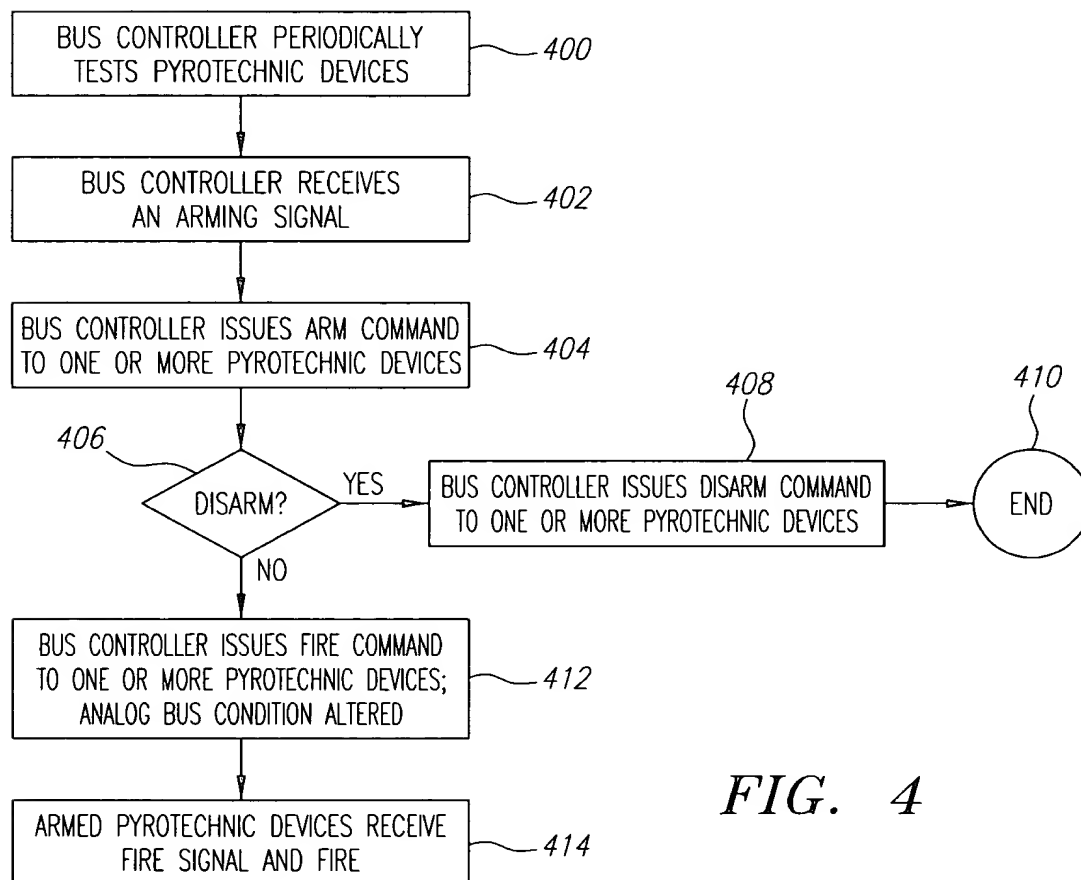 BUS CONTROLLER PERIODICALLY
TESTS PYROTECHNIC DEVICES
400
BUS CONTROLLER RECEIVES
AN ARMING SIGNAL
402
BUS CONTROLLER ISSUES ARM COMMAND
TO ONE OR MORE PYROTECHNIC DEVICES
404
406
DISARM?
YES
NO
408
BUS CONTROLLER ISSUES DISARM COMMAND
TO ONE OR MORE PYROTECHNIC DEVICES
410
END
BUS CONTROLLER ISSUES FIRE COMMAND
TO ONE OR MORE PYROTECHNIC DEVICES;
ANALOG BUS CONDITION ALTERED
412
ARMED PYROTECHNIC DEVICES RECEIVE
FIRE SIGNAL AND FIRE
414
FIG. 4